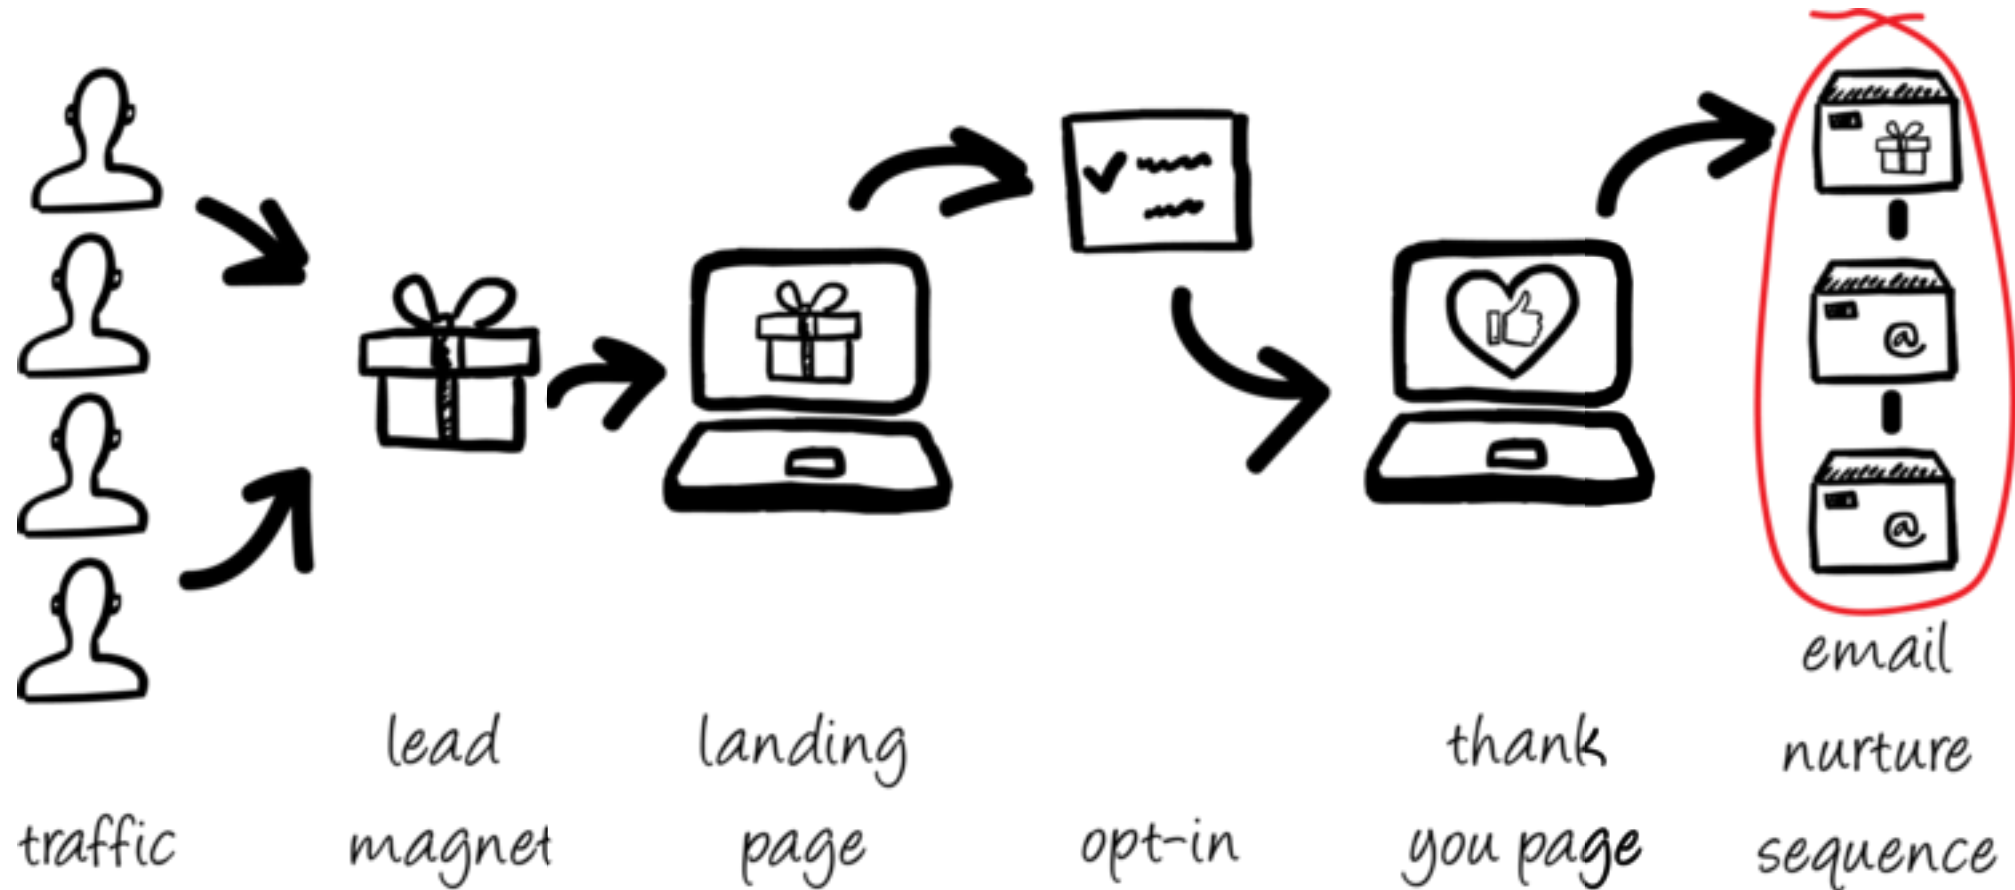 traffic
lead
magnet
landing
page
opt-in
thank
you page
email
nurture
sequence
@
@